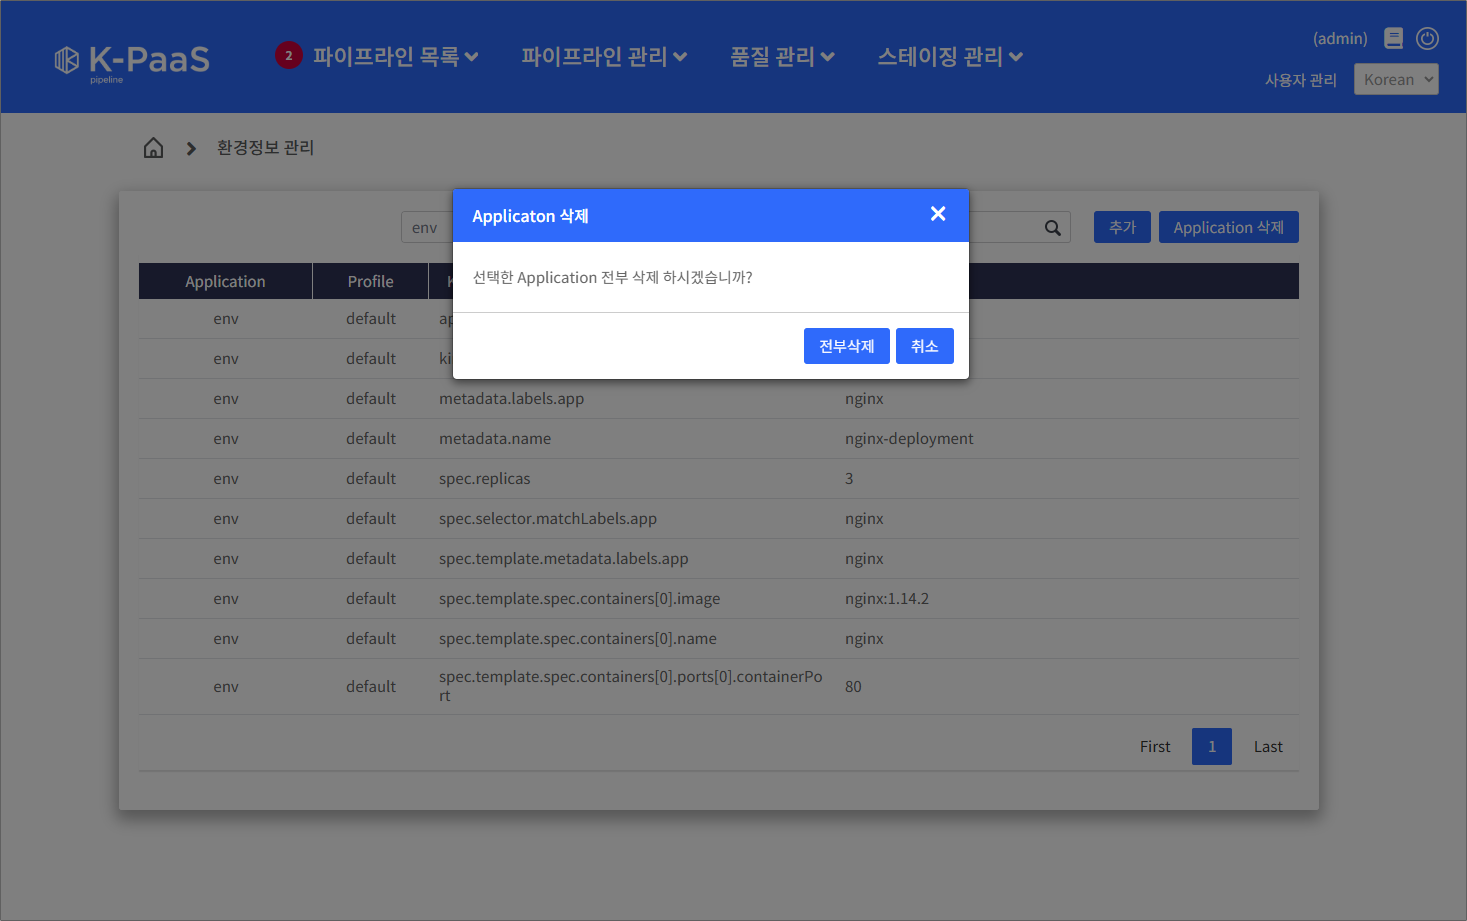 K-PaaS
pipeline
2 파이프라인 목록 파이프라인 관리 품질 관리 스테이징 관리
(admin)
사용자 관리 Korean
환경정보 관리
env 추가 Application 삭제
Applicaton 삭제
선택한 Application 전부 삭제 하시겠습니까?
전부삭제 취소
Application Profile
env default
env default
env default metadata.labels.app nginx
env default metadata.name nginx-deployment
env default spec.replicas 3
env default spec.selector.matchLabels.app nginx
env default spec.template.metadata.labels.app nginx
env default spec.template.spec.containers[0].image nginx:1.14.2
env default spec.template.spec.containers[0].name nginx
env default spec.template.spec.containers[0].ports[0].containerPo 80
rt
First 1 Last